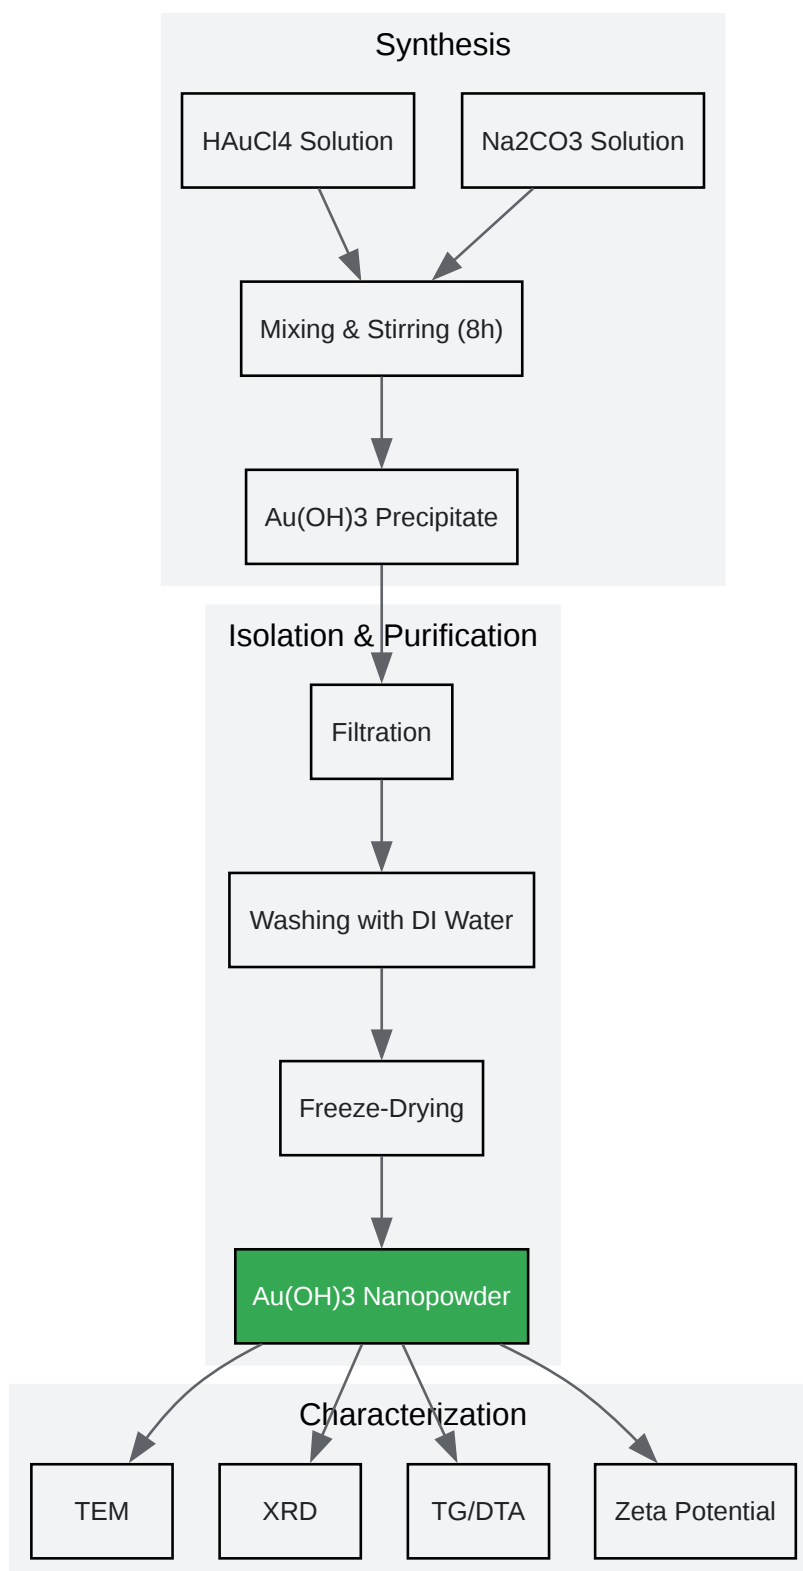 Synthesis
HAuCl4 Solution
Na2CO3 Solution
Mixing & Stirring (8h)
Au(OH)3 Precipitate
Isolation & Purification
Filtration
Washing with DI Water
Freeze-Drying
Au(OH)3 Nanopowder
Characterization
TEM
XRD
TG/DTA
Zeta Potential